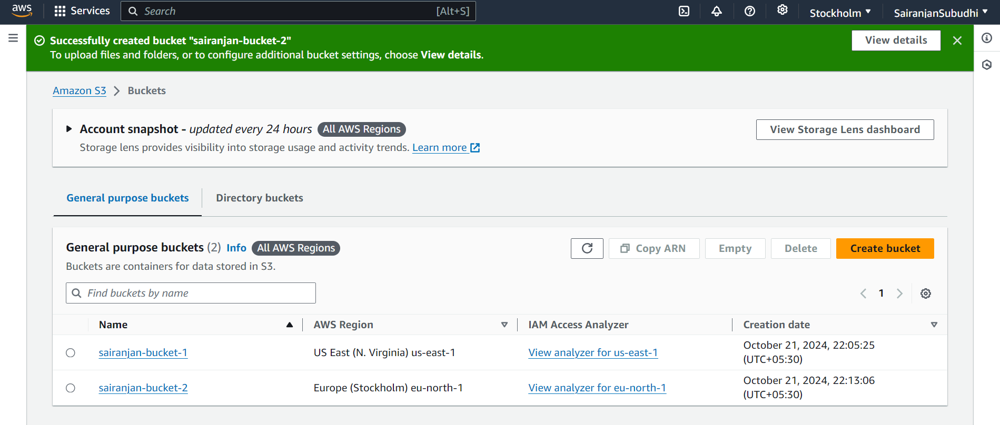 aws
Services
Search [Alt+S]
Stockholm
SairanjanSubudhi
Successfully created bucket "sairanjan-bucket-2"
To upload files and folders, or to configure additional bucket settings, choose View details.
View details
Amazon S3 Buckets
Account snapshot - updated every 24 hours All AWS Regions
Storage lens provides visibility into storage usage and activity trends. Learn more
View Storage Lens dashboard
General purpose buckets
Directory buckets
General purpose buckets (2) Info All AWS Regions
Buckets are containers for data stored in S3.
Copy ARN
Empty
Delete
Create bucket
Find buckets by name
1
Name AWS Region IAM Access Analyzer Creation date
sairanjan-bucket-1 US East (N. Virginia) us-east-1 View analyzer for us-east-1 October 21, 2024, 22:05:25
(UTC+05:30)
sairanjan-bucket-2 Europe (Stockholm) eu-north-1 View analyzer for eu-north-1 October 21, 2024, 22:13:06
(UTC+05:30)